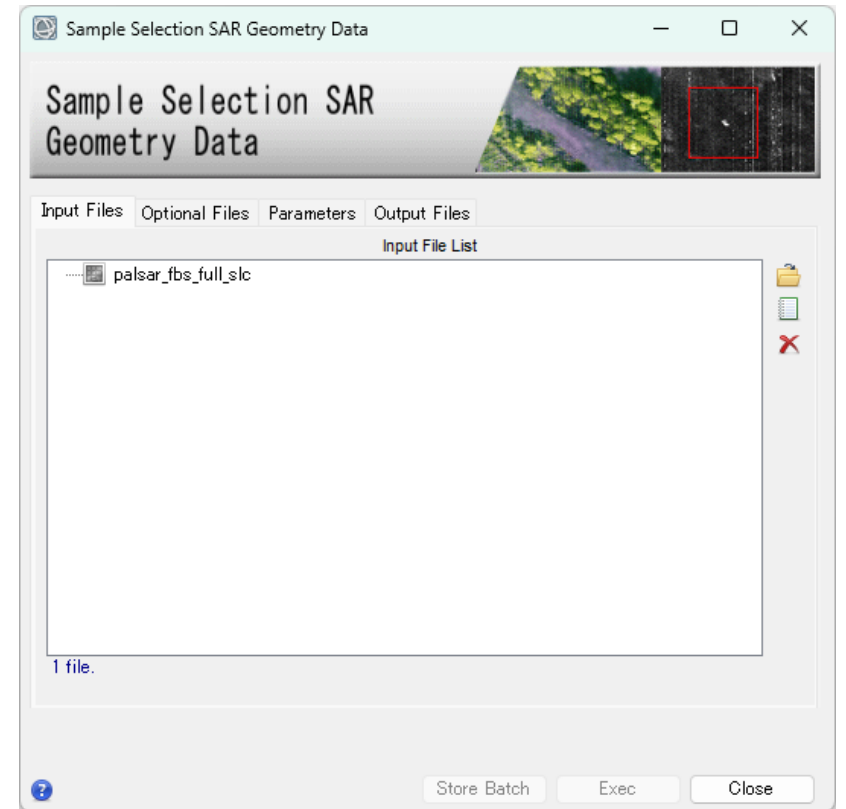 Sample Selection SAR Geometry Data
Sample Selection SAR
Geometry Data
Input Files Optional Files Parameters Output Files
Input File List
palsar_fbs_full_slc
1 file.
Store Batch Exec Close